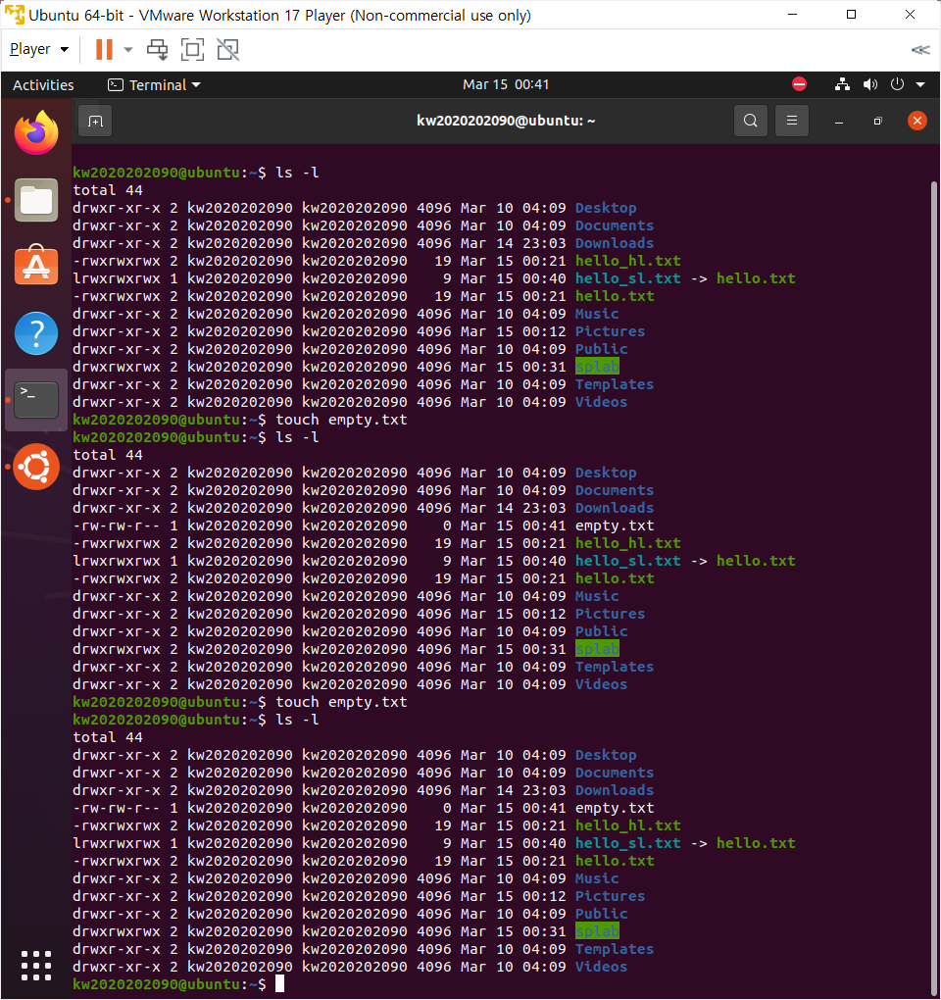 Ubuntu 64-bit - VMware Workstation 17 Player (Non-commercial use only)
Player
Activities
Terminal
Mar 15 00:41
kw2020202090@ubuntu: ~
kw2020202090@ubuntu:~$ ls -l
total 44
drwxr-xr-x 2 kw2020202090 kw2020202090 4096 Mar 10 04:09 Desktop
drwxr-xr-x 2 kw2020202090 kw2020202090 4096 Mar 10 04:09 Documents
drwxr-xr-x 2 kw2020202090 kw2020202090 4096 Mar 14 23:03 Downloads
-rwxrwxrwx 2 kw2020202090 kw2020202090   19 Mar 15 00:21 hello_hl.txt
lrwxrwxrwx 1 kw2020202090 kw2020202090    9 Mar 15 00:40 hello_sl.txt -> hello.txt
-rwxrwxrwx 2 kw2020202090 kw2020202090   19 Mar 15 00:21 hello.txt
drwxr-xr-x 2 kw2020202090 kw2020202090 4096 Mar 10 04:09 Music
drwxr-xr-x 2 kw2020202090 kw2020202090 4096 Mar 15 00:12 Pictures
drwxr-xr-x 2 kw2020202090 kw2020202090 4096 Mar 10 04:09 Public
drwxrwxrwx 2 kw2020202090 kw2020202090 4096 Mar 15 00:31 splab
drwxr-xr-x 2 kw2020202090 kw2020202090 4096 Mar 10 04:09 Templates
drwxr-xr-x 2 kw2020202090 kw2020202090 4096 Mar 10 04:09 Videos
kw2020202090@ubuntu:~$ touch empty.txt
kw2020202090@ubuntu:~$ ls -l
total 44
drwxr-xr-x 2 kw2020202090 kw2020202090 4096 Mar 10 04:09 Desktop
drwxr-xr-x 2 kw2020202090 kw2020202090 4096 Mar 10 04:09 Documents
drwxr-xr-x 2 kw2020202090 kw2020202090 4096 Mar 14 23:03 Downloads
-rw-rw-r-- 1 kw2020202090 kw2020202090    0 Mar 15 00:41 empty.txt
-rwxrwxrwx 2 kw2020202090 kw2020202090   19 Mar 15 00:21 hello_hl.txt
lrwxrwxrwx 1 kw2020202090 kw2020202090    9 Mar 15 00:40 hello_sl.txt -> hello.txt
-rwxrwxrwx 2 kw2020202090 kw2020202090   19 Mar 15 00:21 hello.txt
drwxr-xr-x 2 kw2020202090 kw2020202090 4096 Mar 10 04:09 Music
drwxr-xr-x 2 kw2020202090 kw2020202090 4096 Mar 15 00:12 Pictures
drwxr-xr-x 2 kw2020202090 kw2020202090 4096 Mar 10 04:09 Public
drwxrwxrwx 2 kw2020202090 kw2020202090 4096 Mar 15 00:31 splab
drwxr-xr-x 2 kw2020202090 kw2020202090 4096 Mar 10 04:09 Templates
drwxr-xr-x 2 kw2020202090 kw2020202090 4096 Mar 10 04:09 Videos
kw2020202090@ubuntu:~$ touch empty.txt
kw2020202090@ubuntu:~$ ls -l
total 44
drwxr-xr-x 2 kw2020202090 kw2020202090 4096 Mar 10 04:09 Desktop
drwxr-xr-x 2 kw2020202090 kw2020202090 4096 Mar 10 04:09 Documents
drwxr-xr-x 2 kw2020202090 kw2020202090 4096 Mar 14 23:03 Downloads
-rw-rw-r-- 1 kw2020202090 kw2020202090    0 Mar 15 00:41 empty.txt
-rwxrwxrwx 2 kw2020202090 kw2020202090   19 Mar 15 00:21 hello_hl.txt
lrwxrwxrwx 1 kw2020202090 kw2020202090    9 Mar 15 00:40 hello_sl.txt -> hello.txt
-rwxrwxrwx 2 kw2020202090 kw2020202090   19 Mar 15 00:21 hello.txt
drwxr-xr-x 2 kw2020202090 kw2020202090 4096 Mar 10 04:09 Music
drwxr-xr-x 2 kw2020202090 kw2020202090 4096 Mar 15 00:12 Pictures
drwxr-xr-x 2 kw2020202090 kw2020202090 4096 Mar 10 04:09 Public
drwxrwxrwx 2 kw2020202090 kw2020202090 4096 Mar 15 00:31 splab
drwxr-xr-x 2 kw2020202090 kw2020202090 4096 Mar 10 04:09 Templates
drwxr-xr-x 2 kw2020202090 kw2020202090 4096 Mar 10 04:09 Videos
kw2020202090@ubuntu:~$